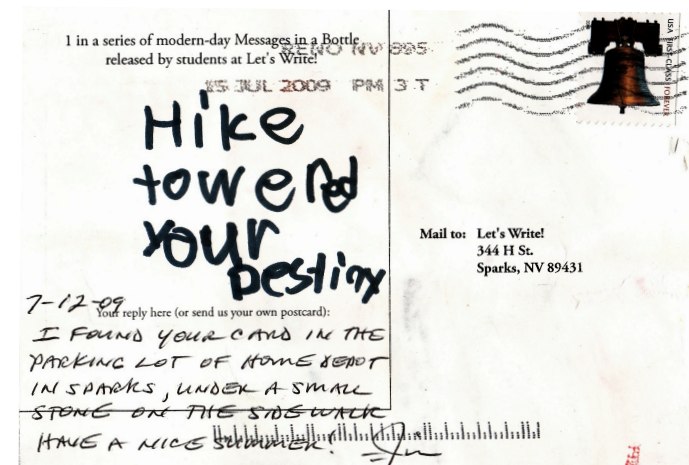 1 in a series of modern-day Messages in a Bottle
released by students at Let's Write!
RENO NV 895
15 JUL 2009 PM 3 T
USA FIRST-CLASS FOREVER
Hike
towered
your
Destiny
Mail to: Let's Write!
344 H St.
Sparks, NV 89431
7-12-09
Your reply here (or send us your own postcard):
I FOUND YOUR CARD IN THE
PARKING LOT OF HOME DEPOT
IN SPARKS, UNDER A SMALL
STONE ON THE SIDEWALK
HAVE A NICE SUMMER! Jim